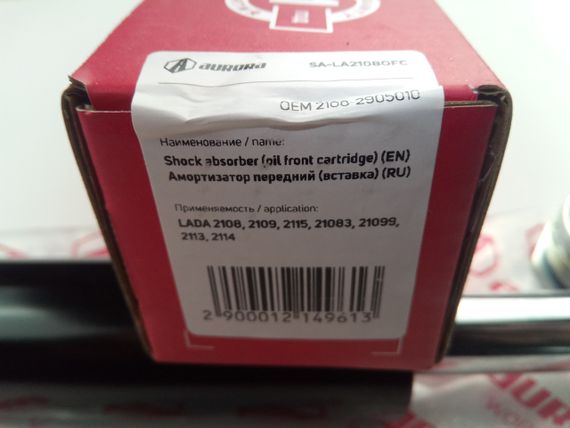 AURORA
SA-LA21080FC
OEM 2108-2905010
Наименование / name:
Shock absorber (oil front cartridge) (EN)
Амортизатор передний (вставка) (RU)
Применяемость / application:
LADA 2108, 2109, 2115, 21083, 21099,
2113, 2114
2 900012 149613